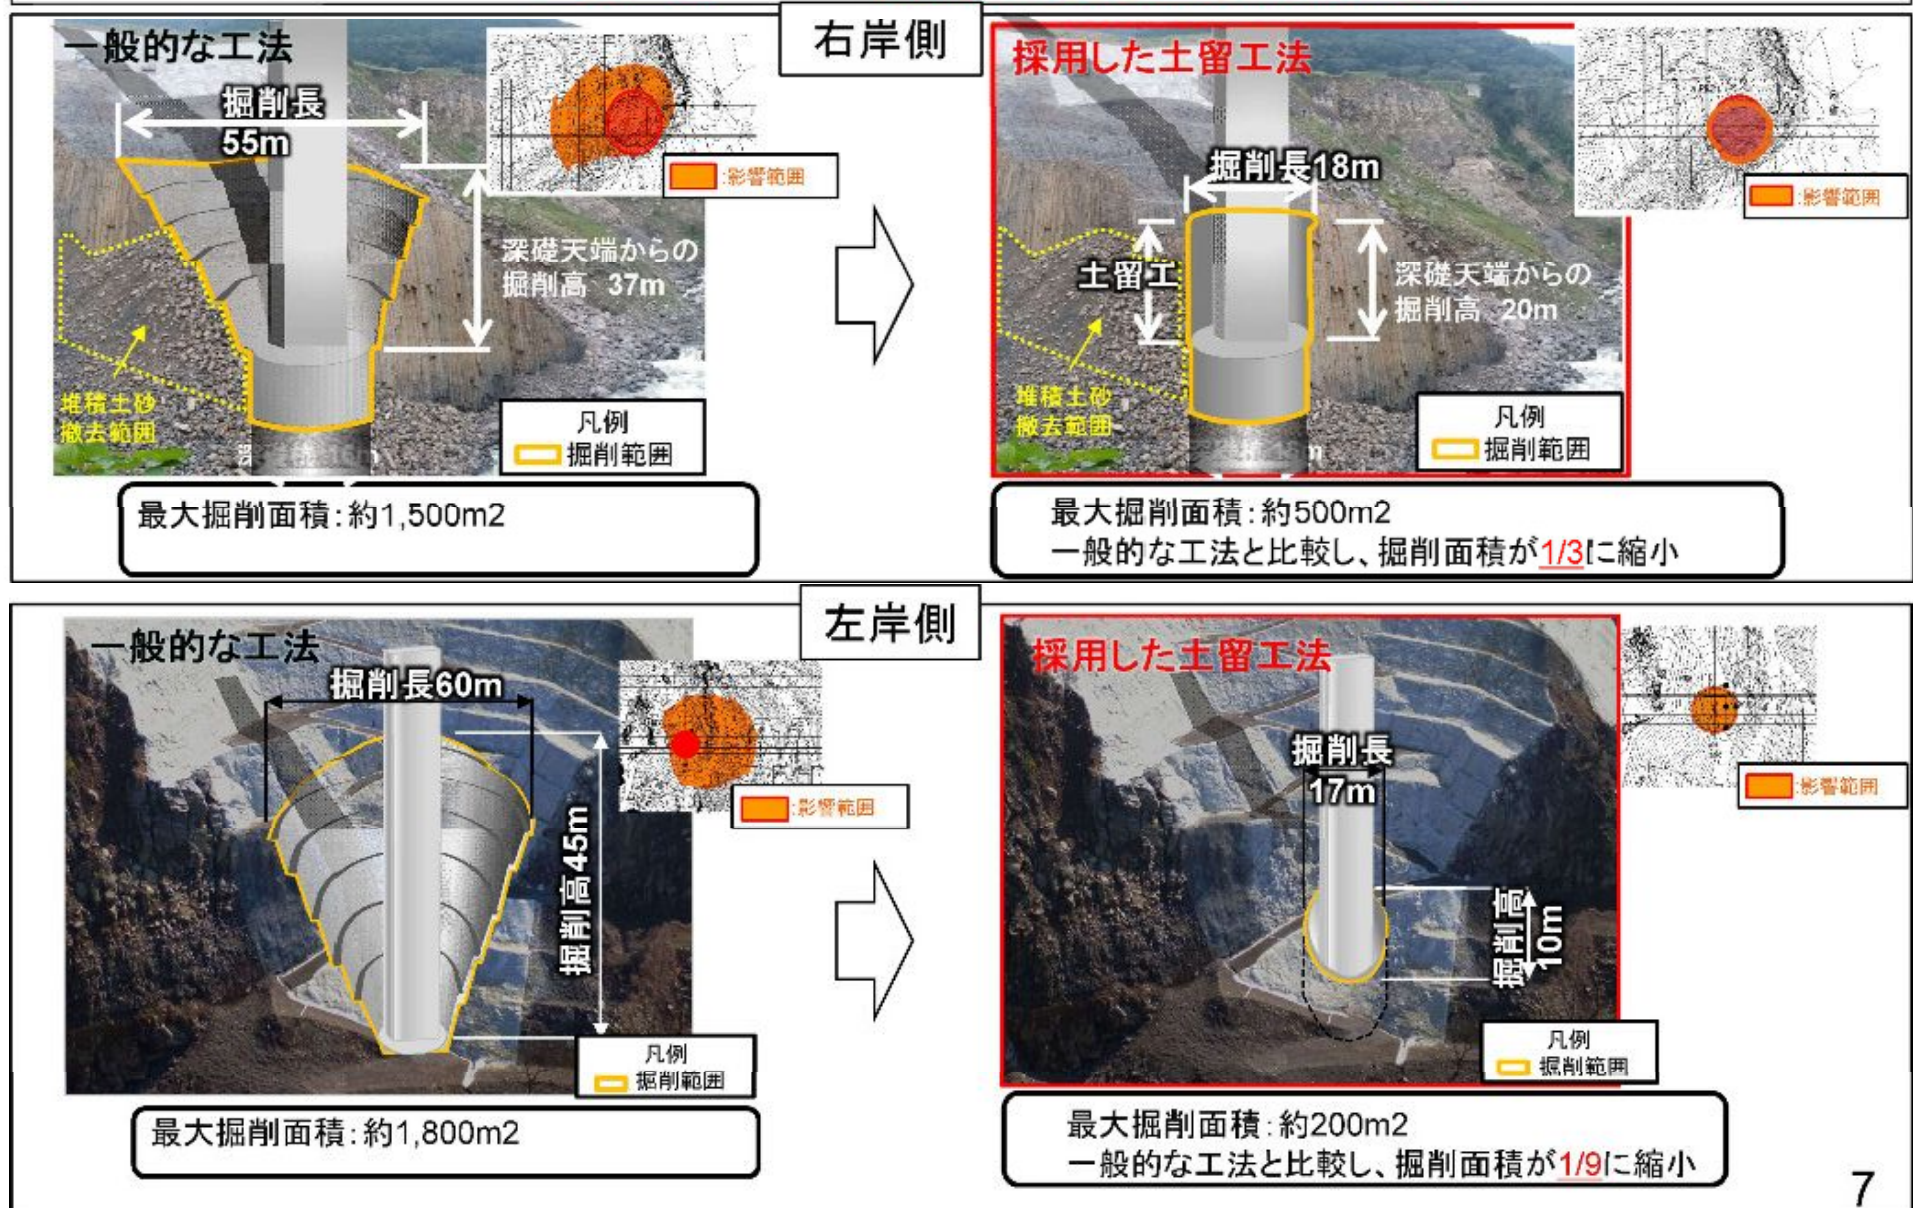 右岸側
一般的な工法
掘削長
55m
:影響範囲
深礎天端からの
掘削高 37m
堆積土砂
撤去範囲
凡例
掘削範囲
最大掘削面積:約1,500m2
採用した土留工法
掘削長18m
:影響範囲
土留工
深礎天端からの
掘削高 20m
堆積土砂
撤去範囲
凡例
掘削範囲
最大掘削面積:約500m2
一般的な工法と比較し、掘削面積が1/3に縮小
左岸側
一般的な工法
掘削長60m
:影響範囲
掘削高45m
凡例
掘削範囲
最大掘削面積:約1,800m2
採用した土留工法
掘削長
17m
:影響範囲
掘削高
10m
凡例
掘削範囲
最大掘削面積:約200m2
一般的な工法と比較し、掘削面積が1/9に縮小
7